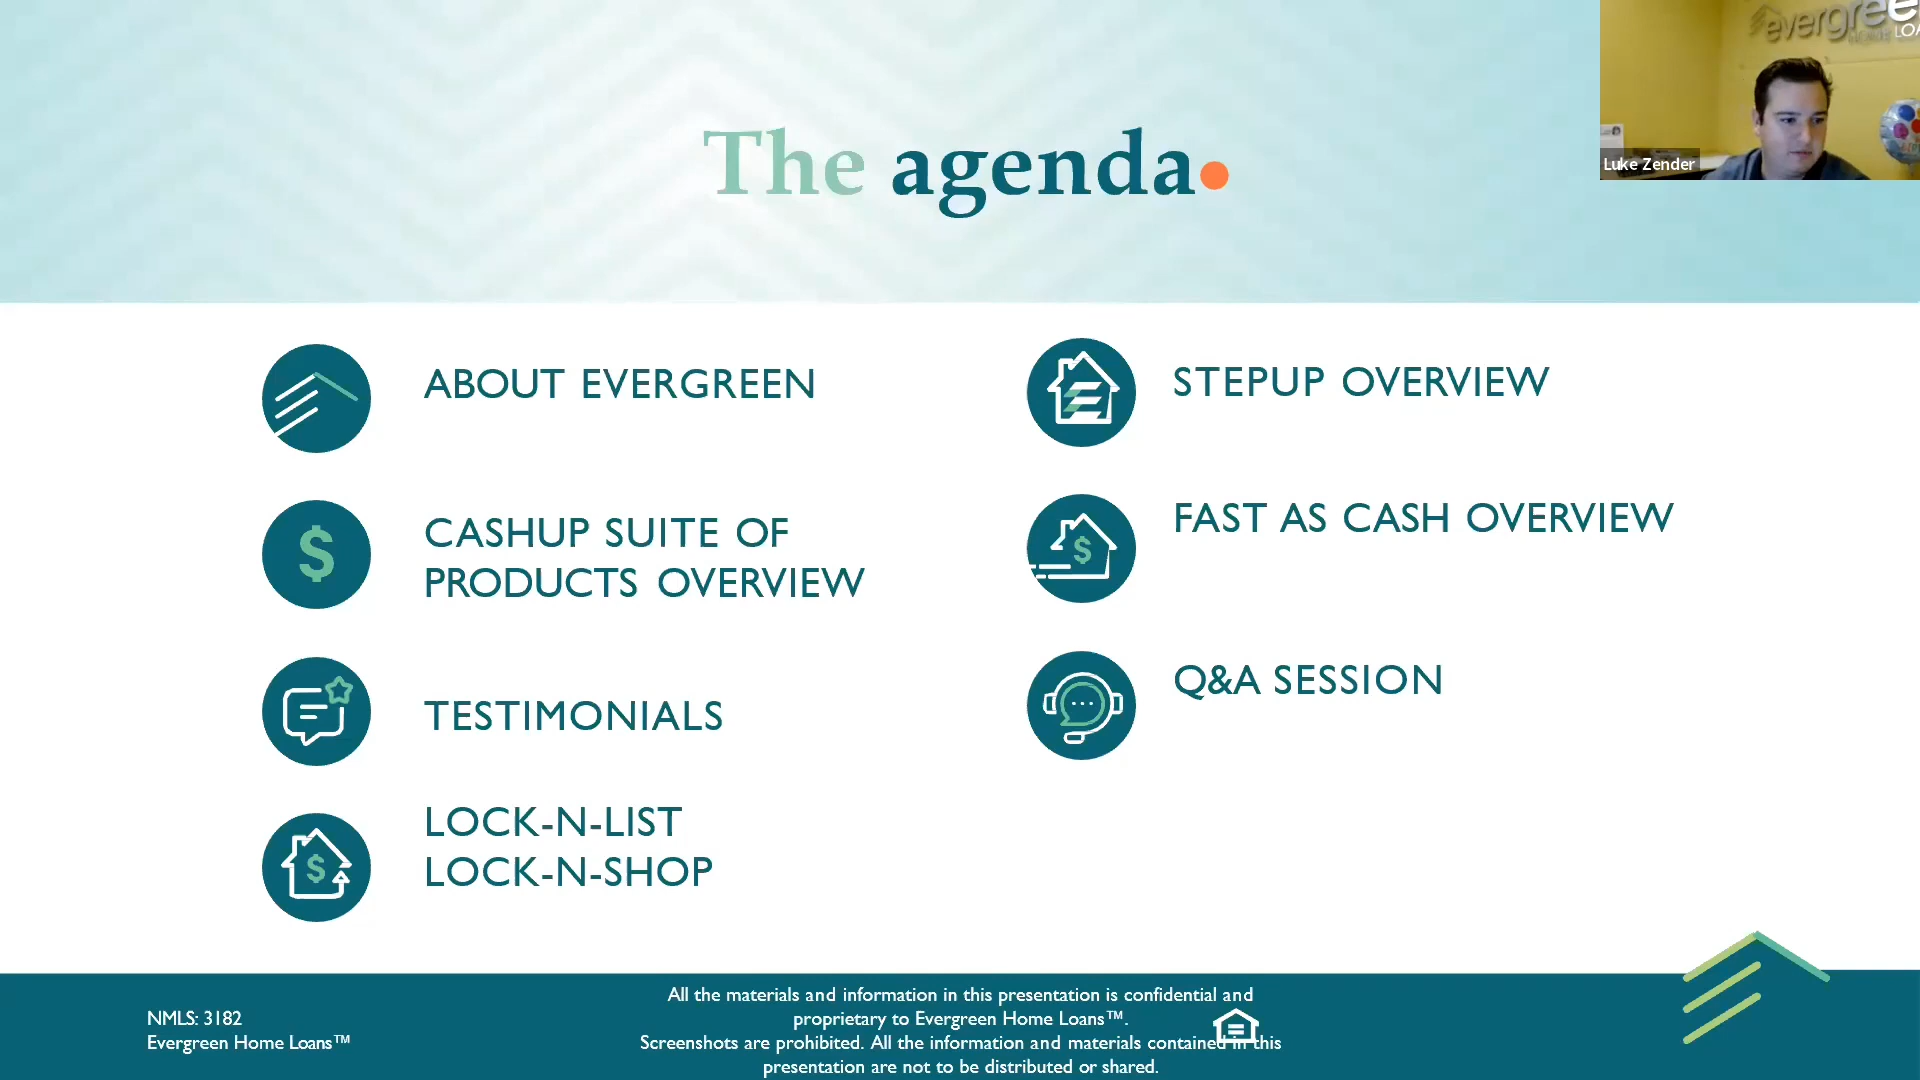 The agenda.
evergree
HOME LOA
Luke Zender
ABOUT EVERGREEN
$
CASHUP SUITE OF
PRODUCTS OVERVIEW
TESTIMONIALS
$
LOCK-N-LIST
LOCK-N-SHOP
STEPUP OVERVIEW
$
FAST AS CASH OVERVIEW
Q&A SESSION
NMLS: 3182
Evergreen Home Loans™
All the materials and information in this presentation is confidential and
proprietary to Evergreen Home Loans™.
Screenshots are prohibited. All the information and materials contained in this
presentation are not to be distributed or shared.